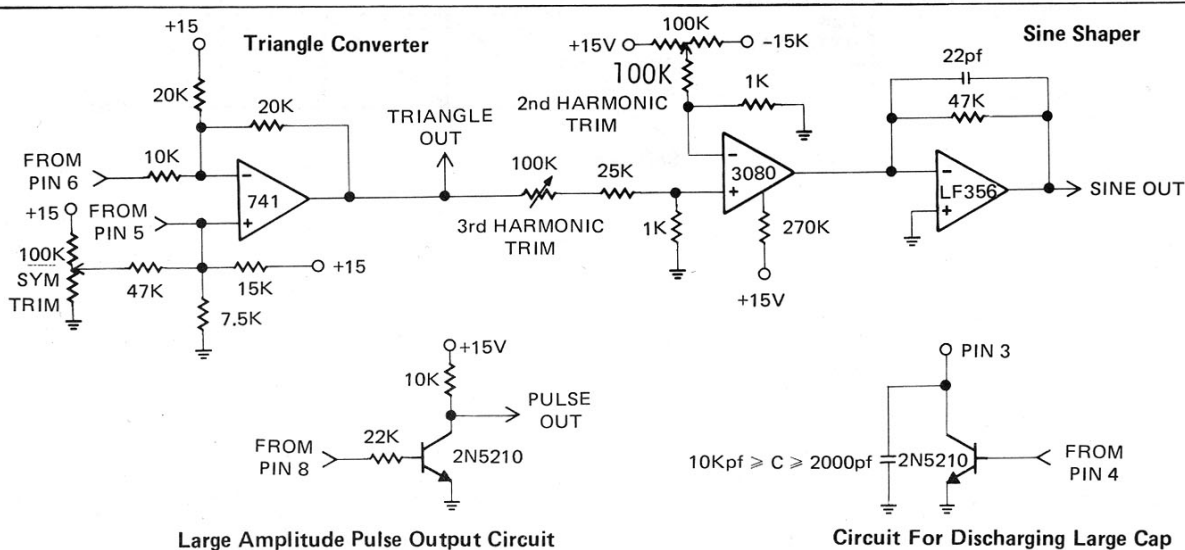 Triangle Converter
Sine Shaper
+15
20K
20K
FROM
PIN 6
10K
741
FROM
PIN 5
+15
100K
SYM
TRIM
47K
15K
+15
7.5K
TRIANGLE
OUT
100K
3rd HARMONIC
TRIM
25K
1K
+15V
100K
-15K
100K
2nd HARMONIC
TRIM
1K
3080
270K
+15V
22pf
47K
LF356
SINE OUT
+15V
10K
PULSE
OUT
FROM
PIN 8
22K
2N5210
Large Amplitude Pulse Output Circuit
PIN 3
10Kpf ⩾ C ⩾ 2000pf
2N5210
FROM
PIN 4
Circuit For Discharging Large Cap